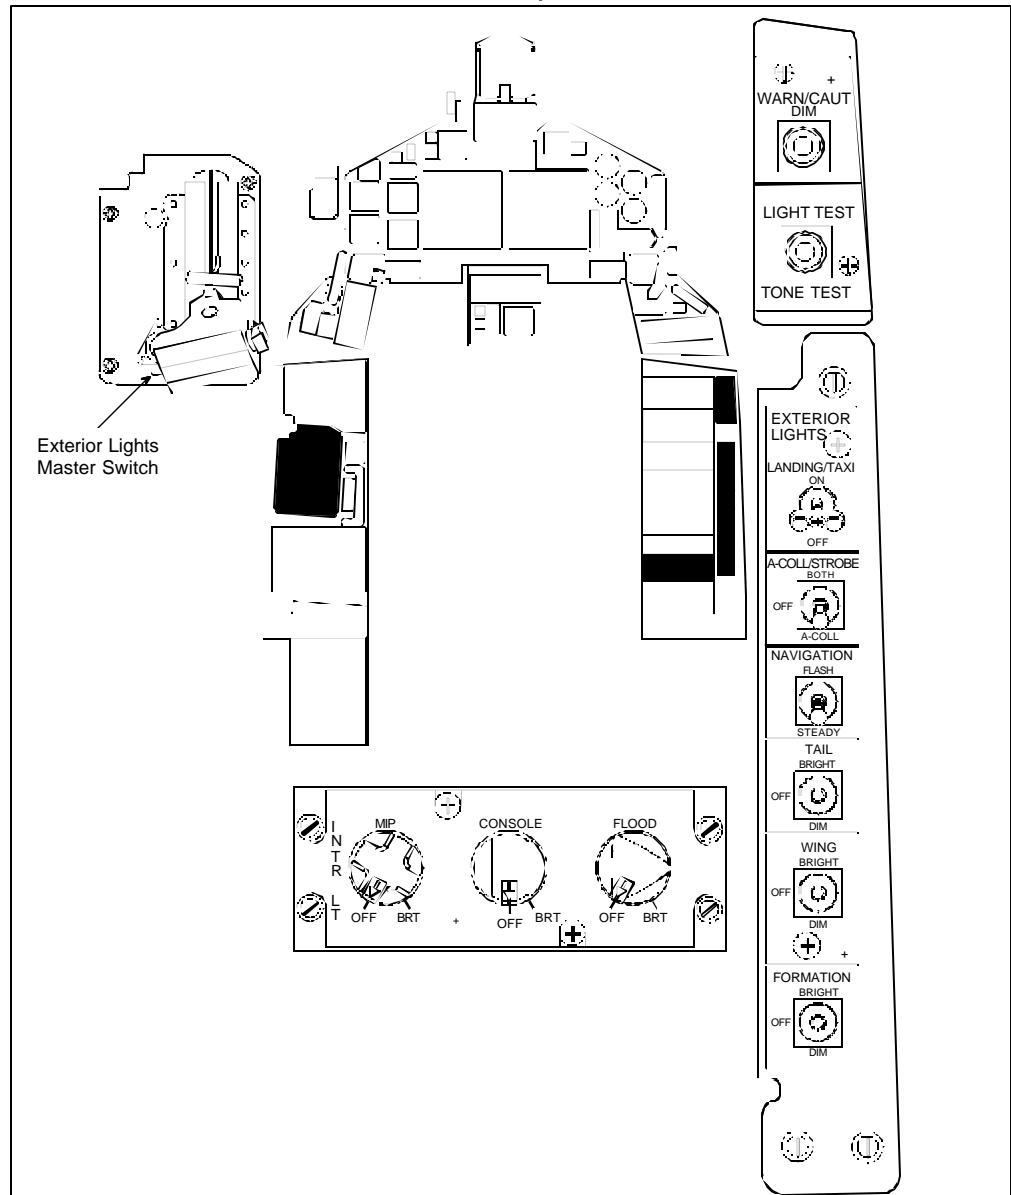 WARN/CAUT
DIM
LIGHT TEST
TONE TEST
Exterior Lights
Master Switch
EXTERIOR
LIGHTS
LANDING/TAXI
ON
OFF
A-COLL/STROBE
BOTH
OFF
A-COLL
NAVIGATION
FLASH
STEADY
TAIL
BRIGHT
OFF
DIM
WING
BRIGHT
OFF
DIM
FORMATION
BRIGHT
OFF
DIM
INTR LT
MIP
OFF BRT
CONSOLE
OFF BRT
FLOOD
OFF BRT